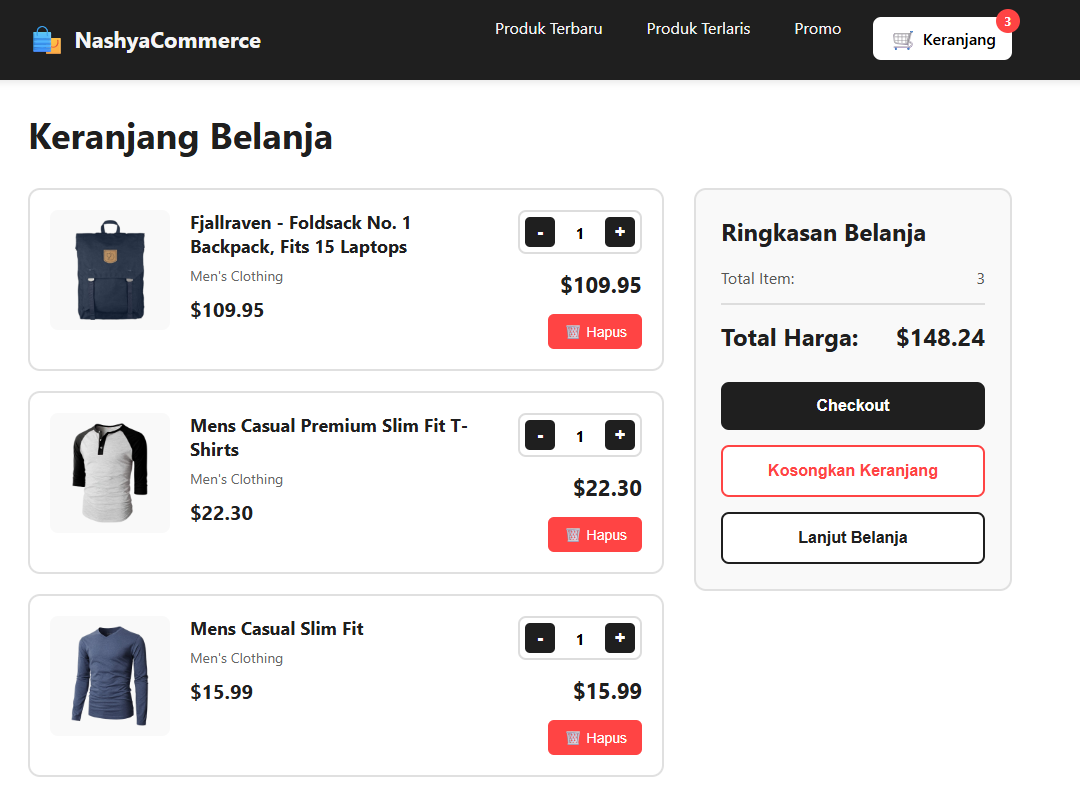 NashyaCommerce
Produk Terbaru
Produk Terlaris
Promo
Keranjang
3
Keranjang Belanja
Fjallraven - Foldsack No. 1
Backpack, Fits 15 Laptops
Men's Clothing
$109.95
- 1 +
$109.95
Hapus
Mens Casual Premium Slim Fit T-
Shirts
Men's Clothing
$22.30
- 1 +
$22.30
Hapus
Mens Casual Slim Fit
Men's Clothing
$15.99
- 1 +
$15.99
Hapus
Ringkasan Belanja
Total Item: 3
Total Harga: $148.24
Checkout
Kosongkan Keranjang
Lanjut Belanja